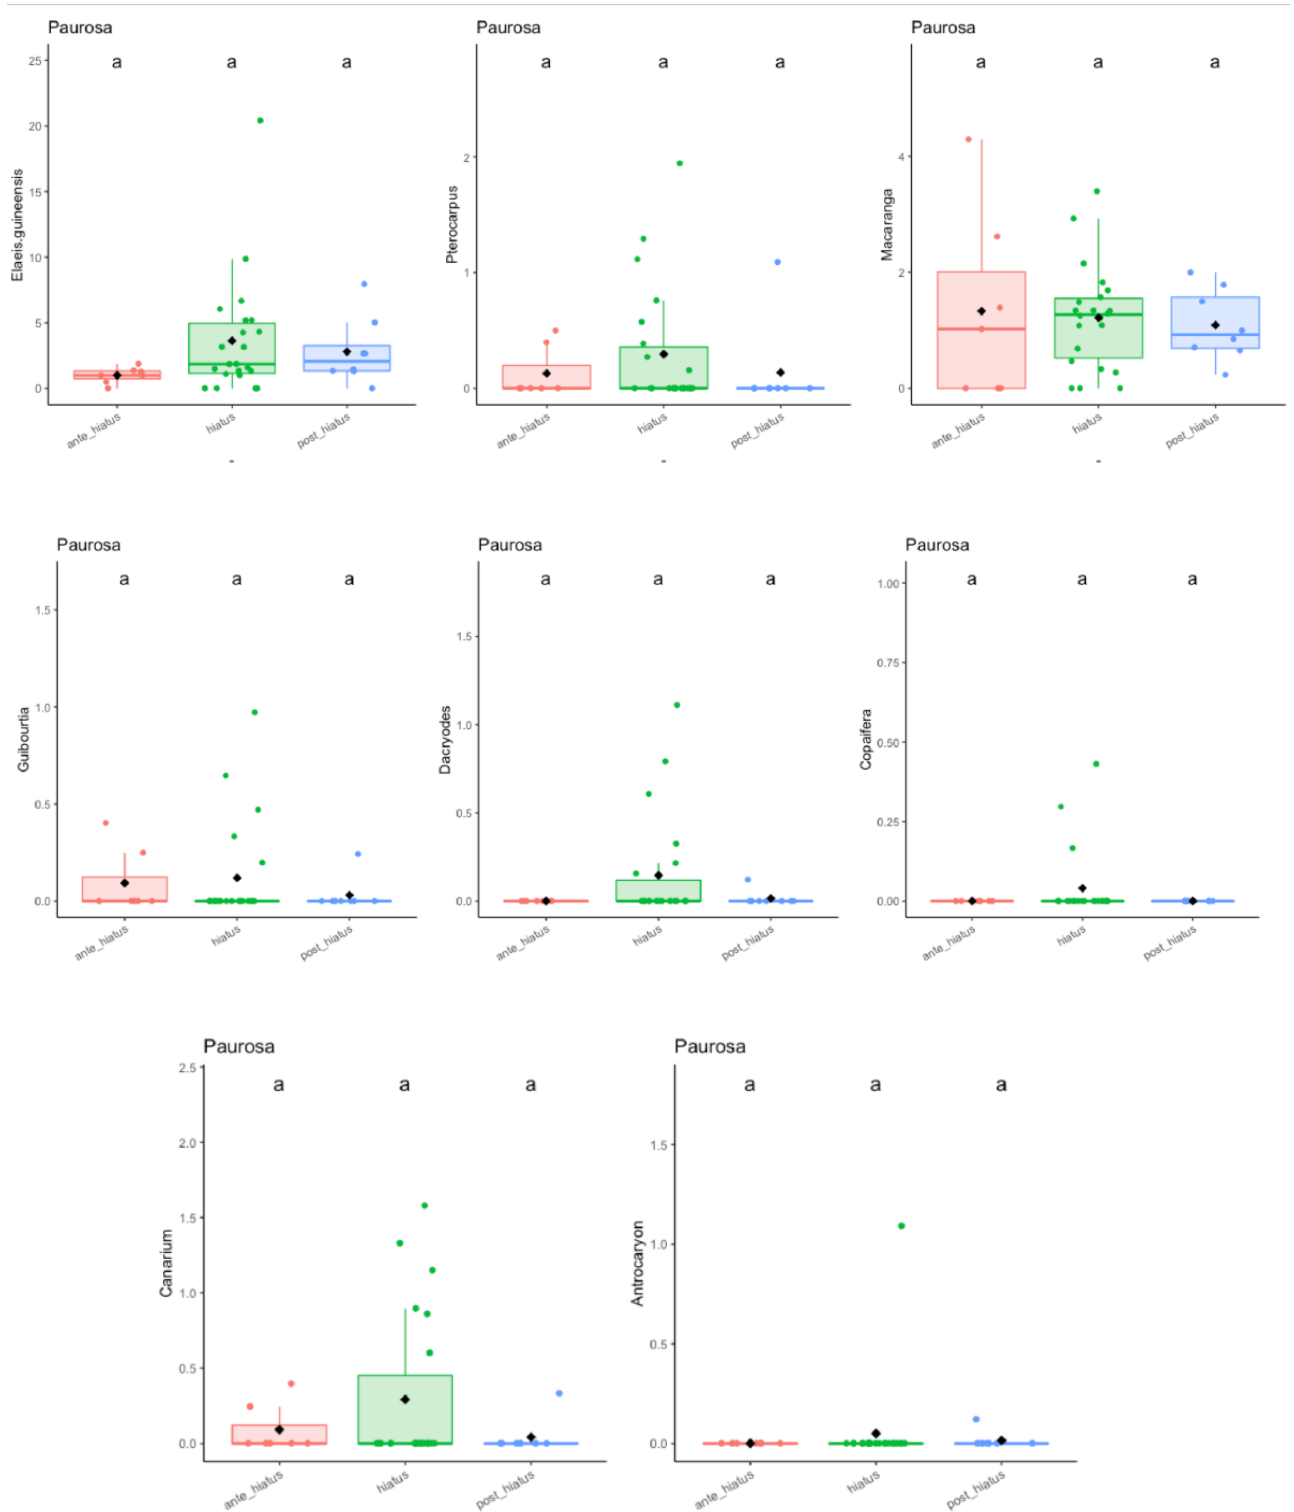 Paurosa Paurosa Paurosa
a a a a a a a a a
25
20
15
10
5
0
Elaeis.guineensis
2
1
0
Pterocarpus
4
2
0
Macaranga
ante_hiatus hiatus post_hiatus ante_hiatus hiatus post_hiatus ante_hiatus hiatus post_hiatus
- - -
Paurosa Paurosa Paurosa
a a a a a a a a a
1.5
1.0
0.5
0.0
Guibourtia
1.5
1.0
0.5
0.0
Dacryodes
1.00
0.75
0.50
0.25
0.00
Copaifera
ante_hiatus hiatus post_hiatus ante_hiatus hiatus post_hiatus ante_hiatus hiatus post_hiatus
Paurosa Paurosa
a a a a a a
2.5
2.0
1.5
1.0
0.5
0.0
Canarium
1.5
1.0
0.5
0.0
Antrocaryon
ante_hiatus hiatus post_hiatus ante_hiatus hiatus post_hiatus